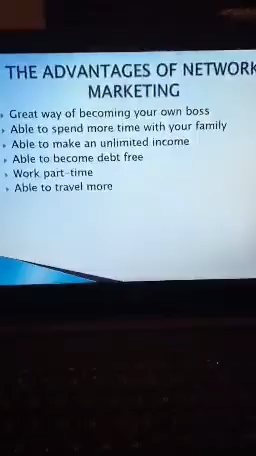 THE ADVANTAGES OF NETWORK
MARKETING
Great way of becoming your own boss
Able to spend more time with your family
Able to make an unlimited income
Able to become debt free
Work part-time
Able to travel more